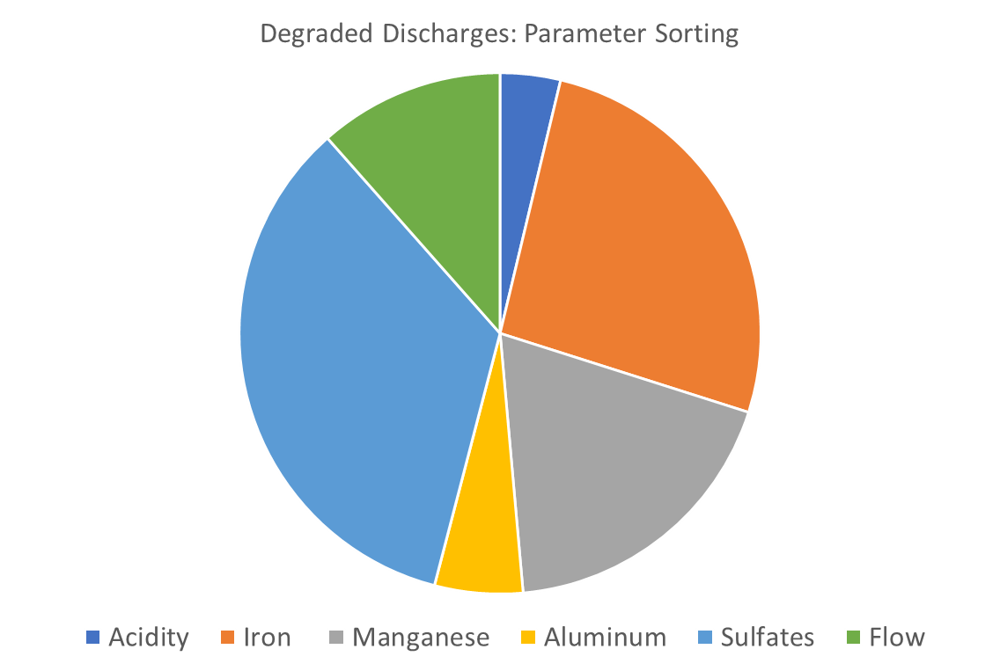 Degraded Discharges: Parameter Sorting
Acidity Iron Manganese Aluminum Sulfates Flow